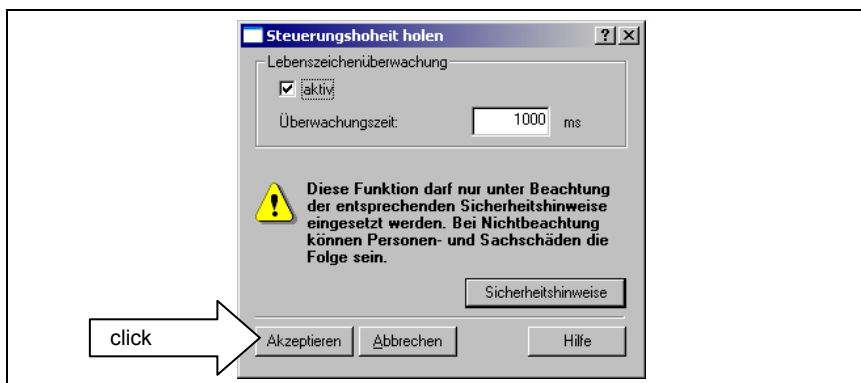 Steuerungshoheit holen
Lebenszeichenüberwachung
aktiv
Überwachungszeit:
1000 ms
Diese Funktion darf nur unter Beachtung
der entsprechenden Sicherheitshinweise
eingesetzt werden. Bei Nichtbeachtung
können Personen- und Sachschäden die
Folge sein.
Sicherheitshinweise
click
Akzeptieren Abbrechen Hilfe